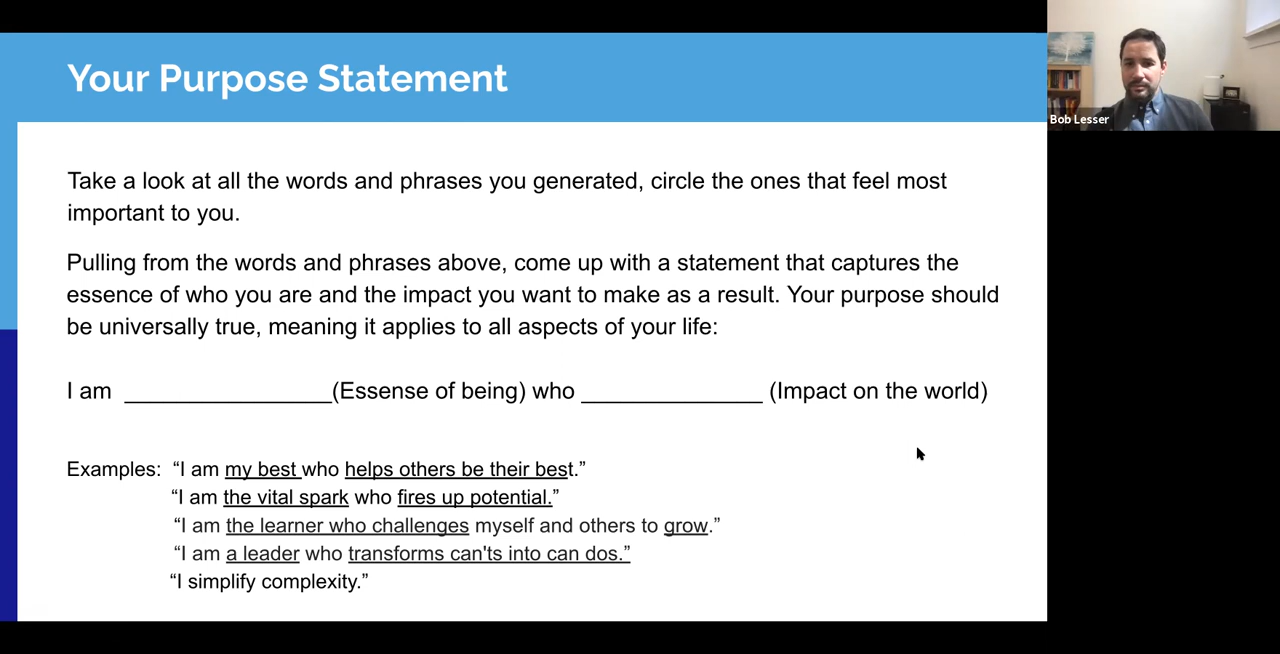 Your Purpose Statement
Bob Lesser
Take a look at all the words and phrases you generated, circle the ones that feel most
important to you.
Pulling from the words and phrases above, come up with a statement that captures the
essence of who you are and the impact you want to make as a result. Your purpose should
be universally true, meaning it applies to all aspects of your life:
I am _________________(Essense of being) who _______________ (Impact on the world)
Examples: “I am my best who helps others be their best.”
“I am the vital spark who fires up potential.”
“I am the learner who challenges myself and others to grow.”
“I am a leader who transforms can'ts into can dos.”
“I simplify complexity.”